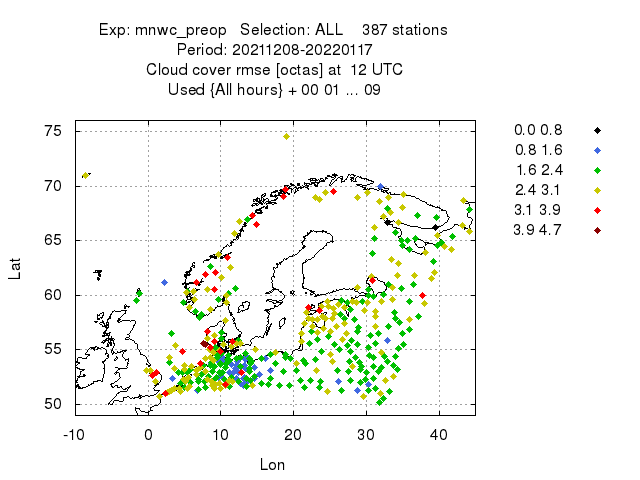 Exp: mnwc_preop   Selection: ALL    387 stations
Period: 20211208-20220117
Cloud cover rmse [octas] at  12 UTC
Used {All hours} + 00 01 ... 09
75
70
65
60
55
50
Lat
-10 0 10 20 30 40
Lon
0.0 0.8
0.8 1.6
1.6 2.4
2.4 3.1
3.1 3.9
3.9 4.7